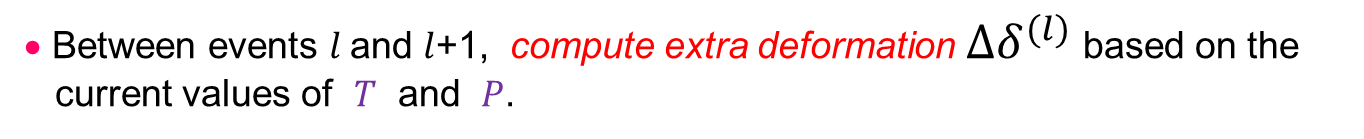 • Between events l and l+1, compute extra deformation Δδ^(l) based on the
current values of T and P.